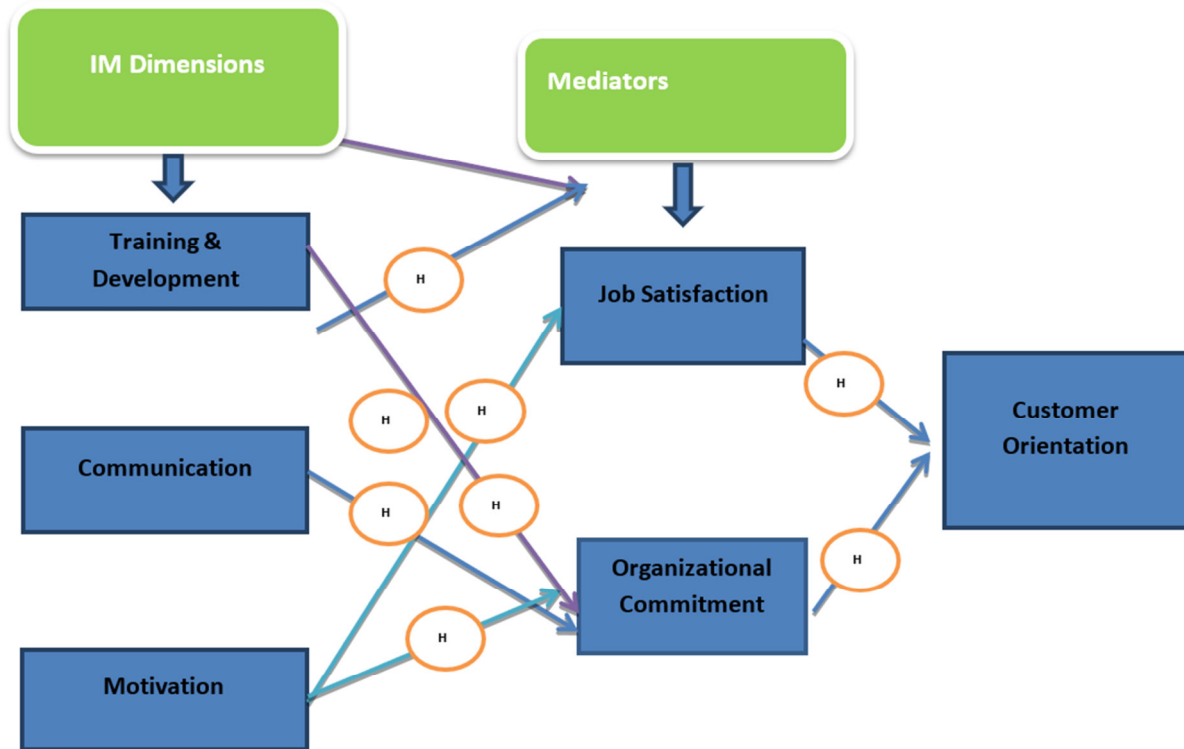 IM Dimensions
Mediators
Training &
Development
H
Job Satisfaction
H
H
H
Customer
Orientation
Communication
H
H
Organizational
Commitment
H
H
Motivation